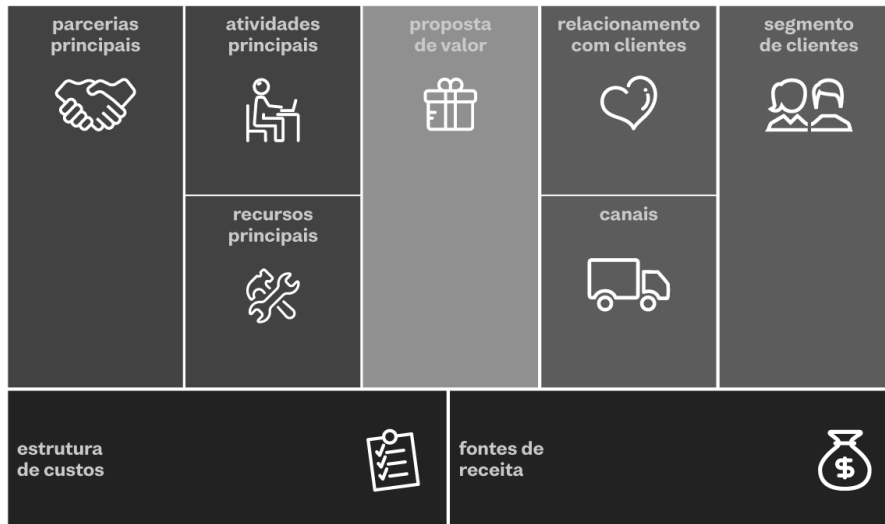 parcerias
principais
atividades
principais
proposta
de valor
relacionamento
com clientes
segmento
de clientes
recursos
principais
canais
estrutura
de custos
fontes de
receita
$